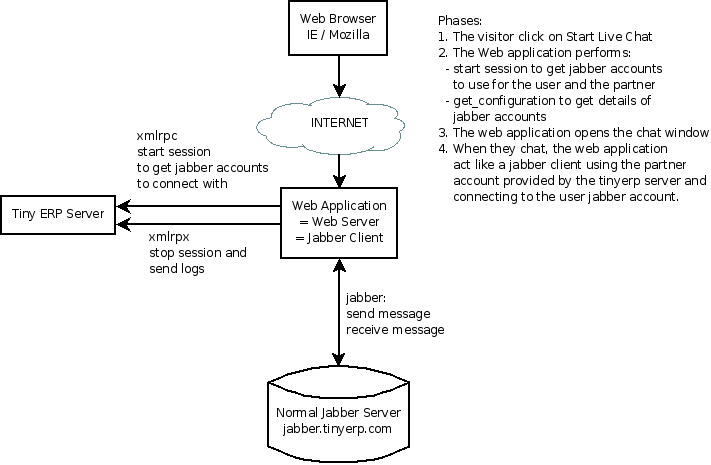 Web Browser
IE / Mozilla
Phases:
1. The visitor click on Start Live Chat
2. The Web application performs:
- start session to get jabber accounts
to use for the user and the partner
- get_configuration to get details of
jabber accounts
3. The web application opens the chat window
4. When they chat, the web application
act like a jabber client using the partner
account provided by the tinyerp server and
connecting to the user jabber account.
INTERNET
xmlrpc
start session
to get jabber accounts
to connect with
Tiny ERP Server
Web Application
= Web Server
= Jabber Client
xmlrpx
stop session and
send logs
jabber:
send message
receive message
Normal Jabber Server
jabber.tinyerp.com